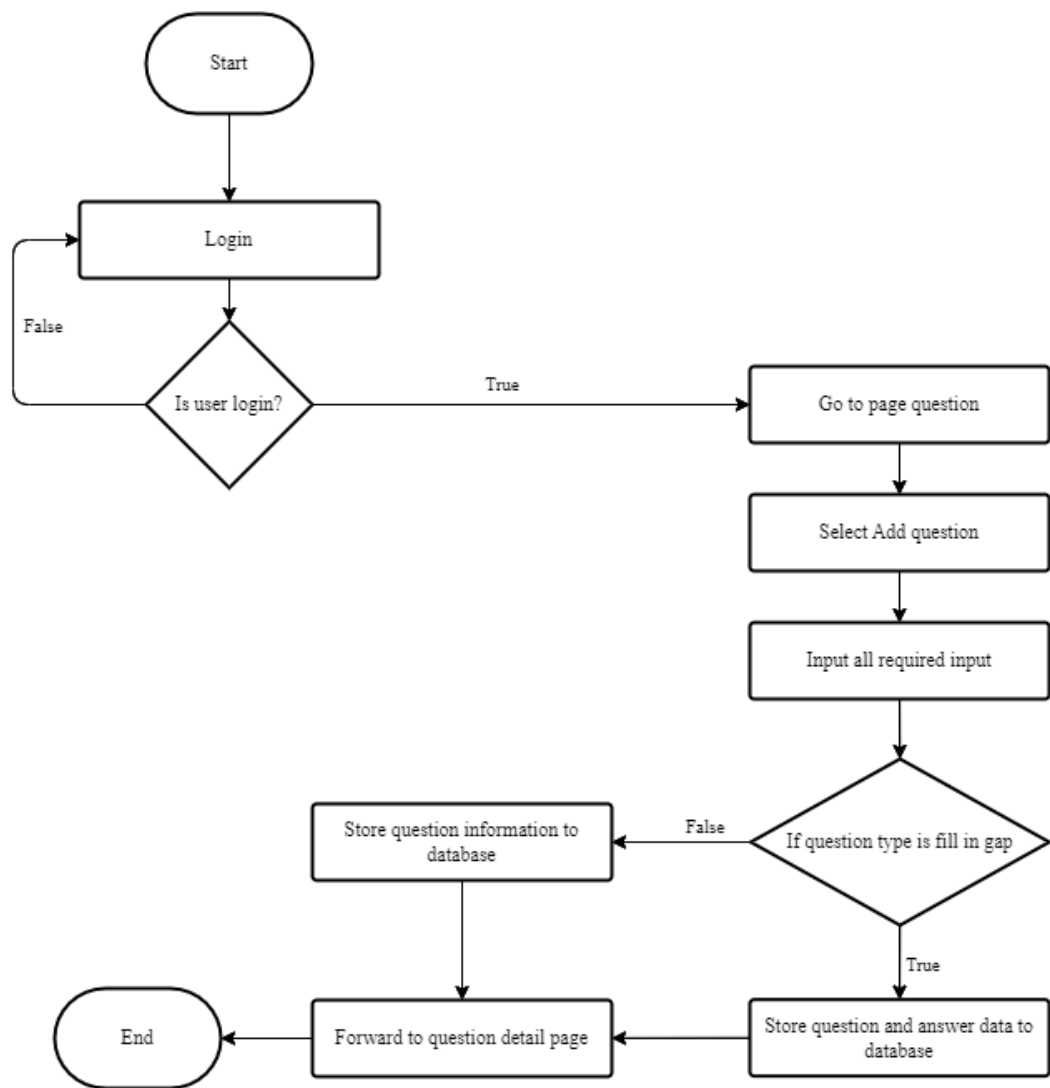 Start
Login
False
Is user login?
True
Go to page question
Select Add question
Input all required input
If question type is fill in gap
False
Store question information to
database
True
Store question and answer data to
database
Forward to question detail page
End